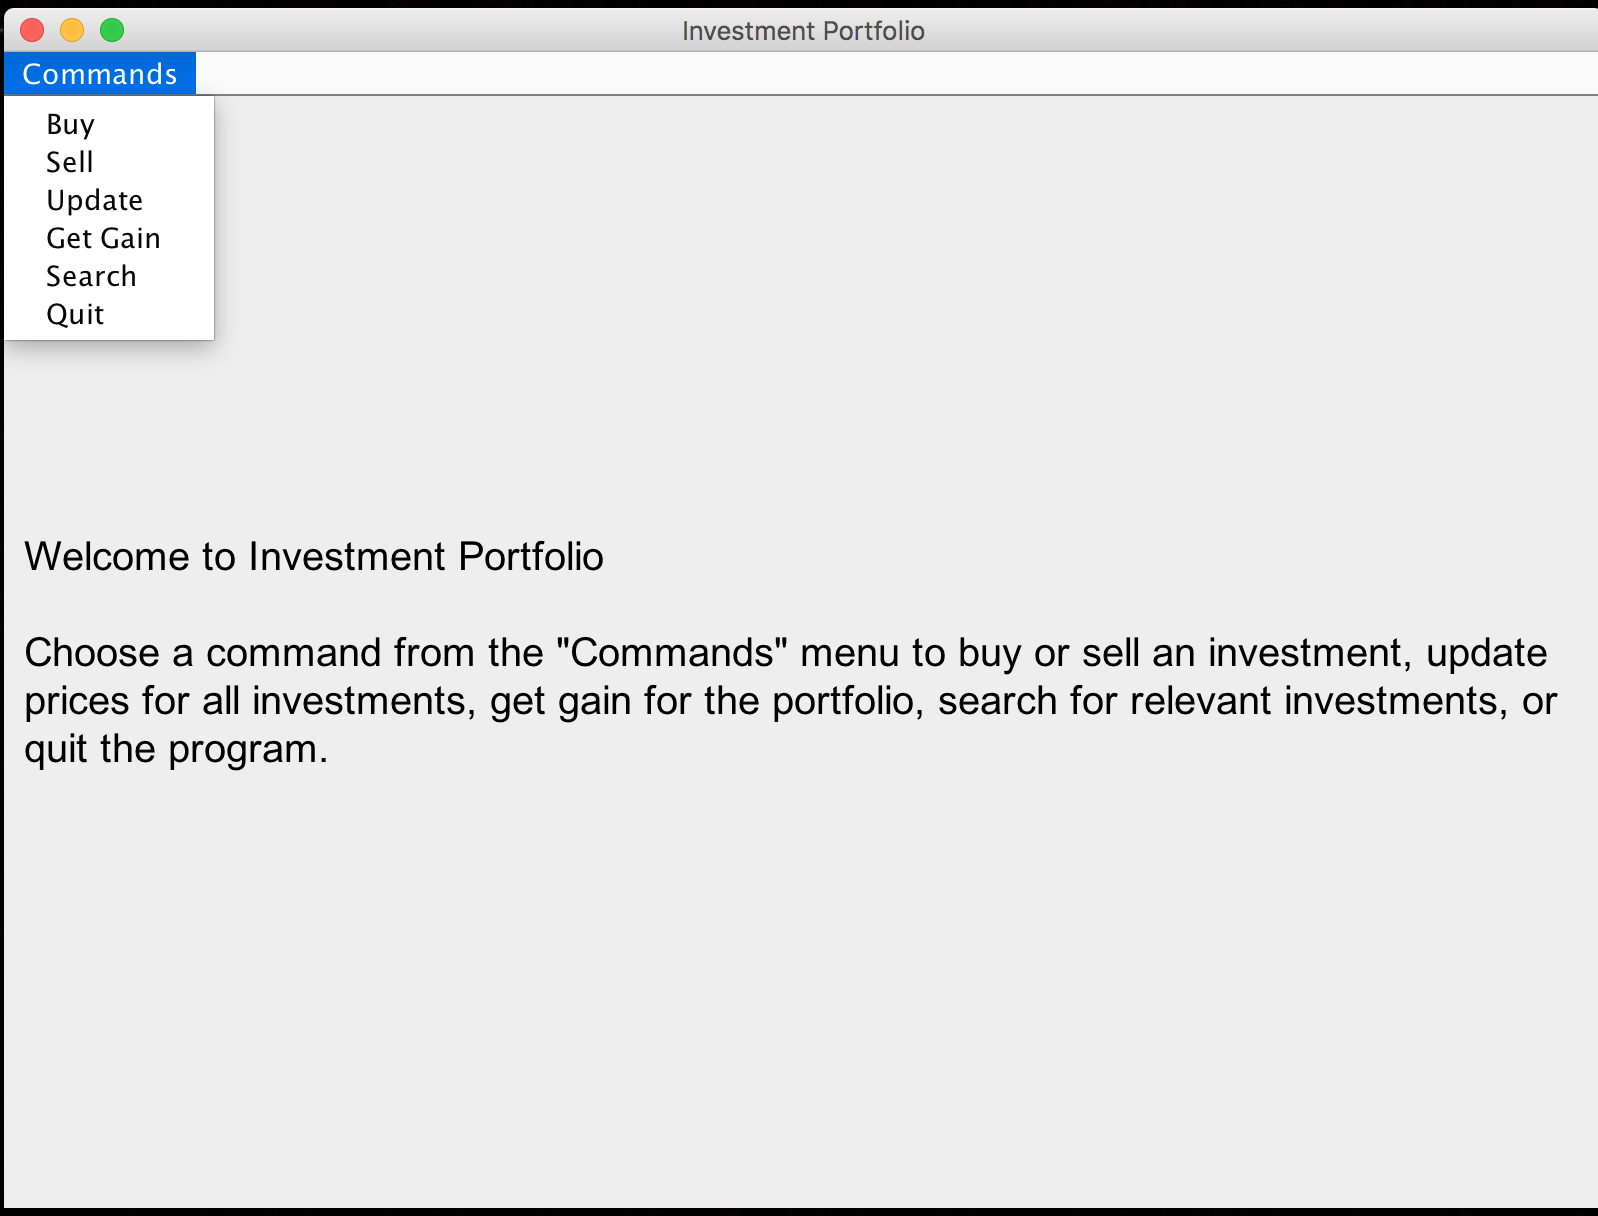 Investment Portfolio
Commands
Buy
Sell
Update
Get Gain
Search
Quit
Welcome to Investment Portfolio
Choose a command from the "Commands" menu to buy or sell an investment, update
prices for all investments, get gain for the portfolio, search for relevant investments, or
quit the program.